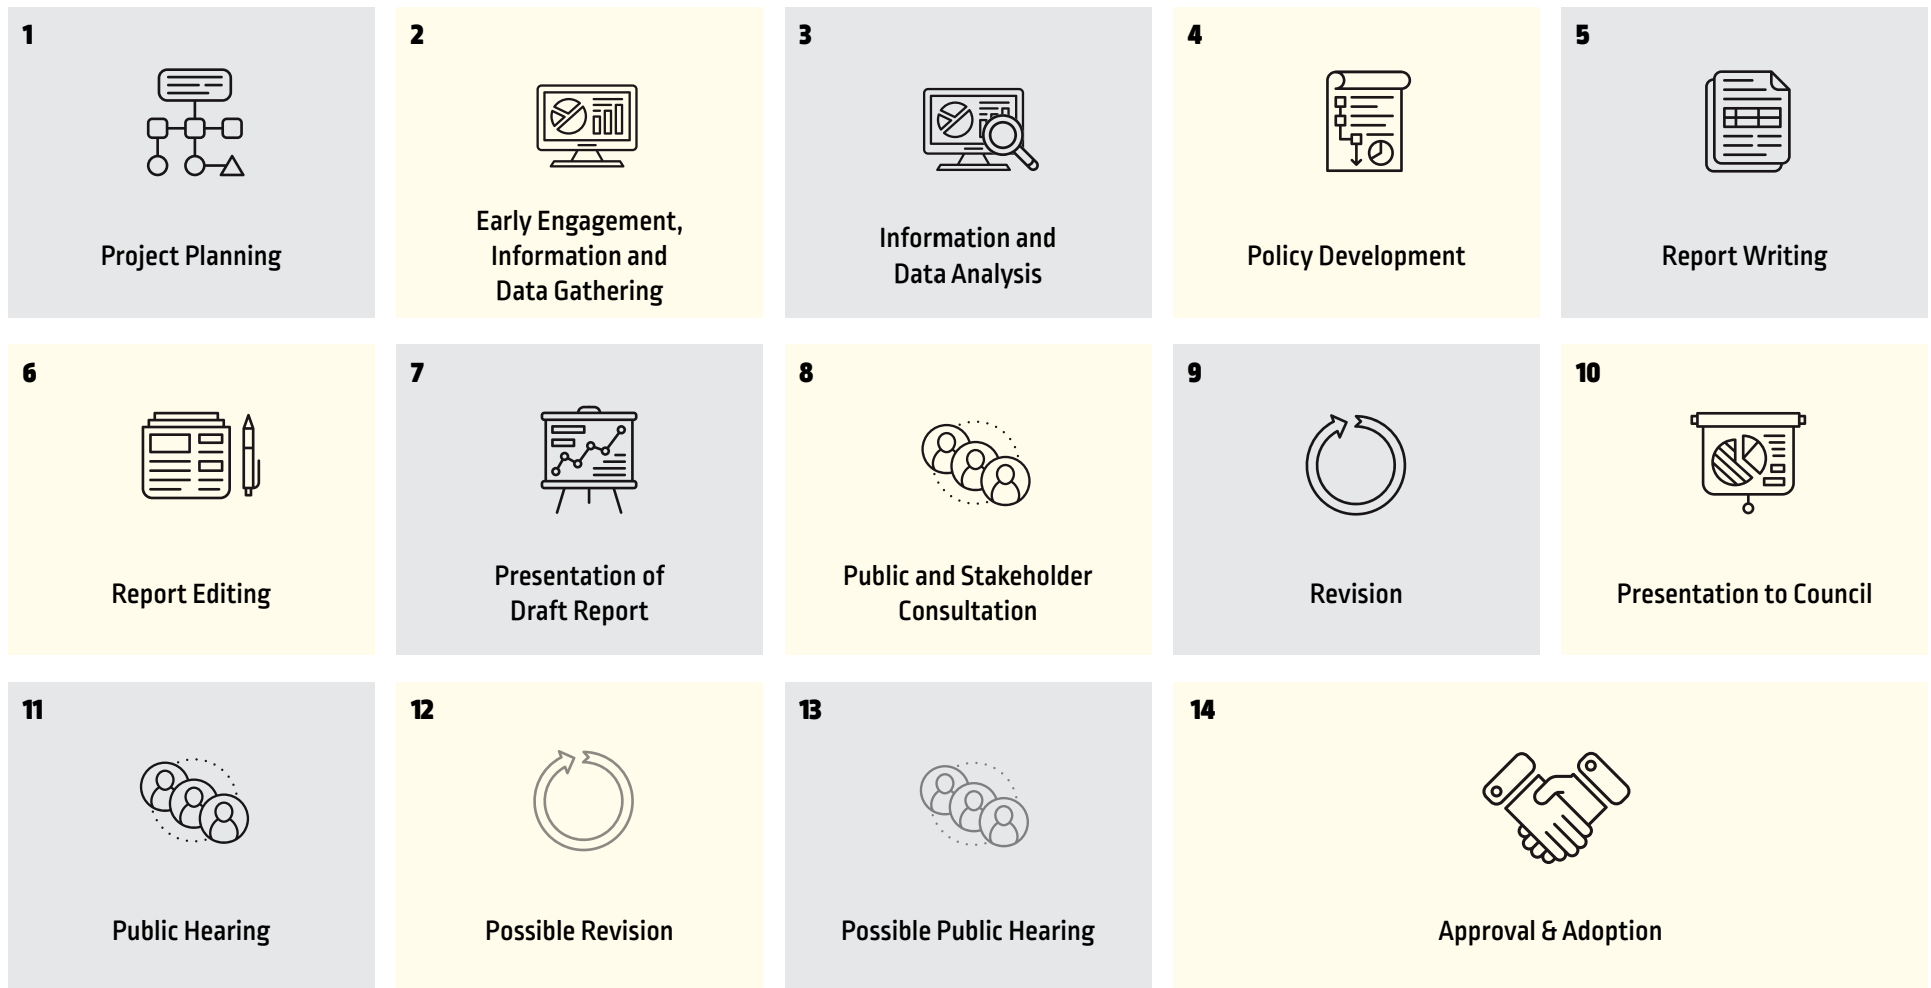 1
Project Planning
2
Early Engagement,
Information and
Data Gathering
3
Information and
Data Analysis
4
Policy Development
5
Report Writing
6
Report Editing
7
Presentation of
Draft Report
8
Public and Stakeholder
Consultation
9
Revision
10
Presentation to Council
11
Public Hearing
12
Possible Revision
13
Possible Public Hearing
14
Approval & Adoption